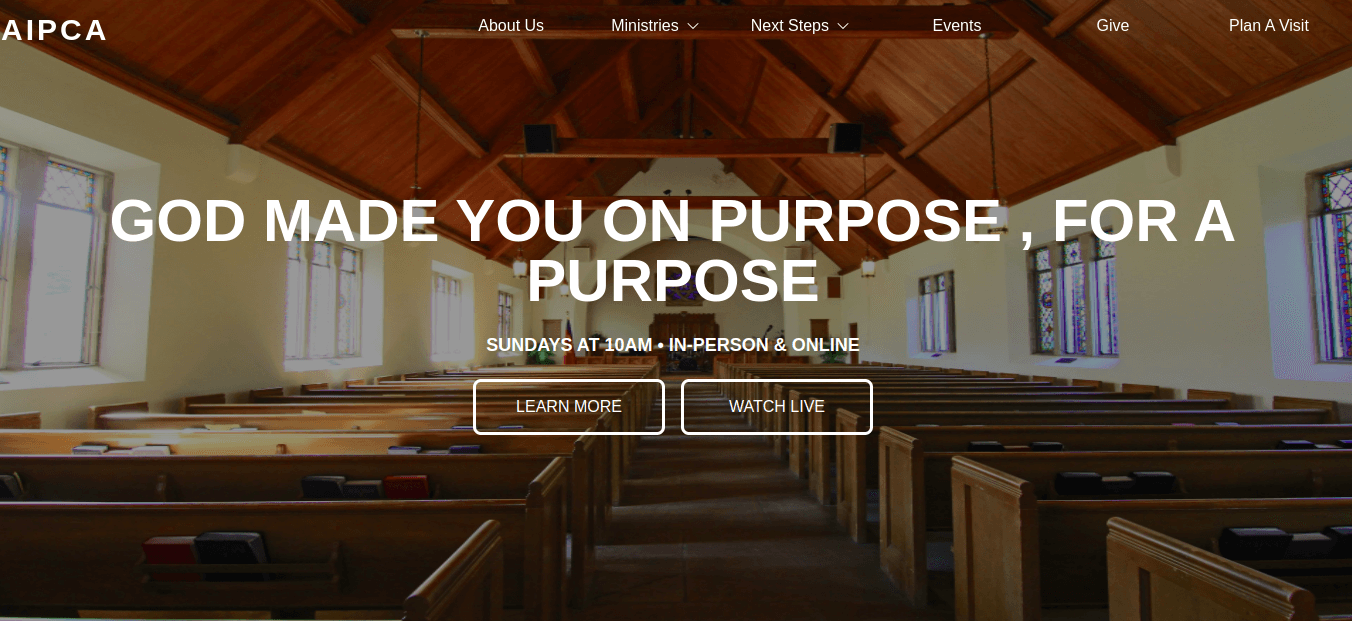 AIPCA
About Us Ministries Next Steps Events Give Plan A Visit
GOD MADE YOU ON PURPOSE , FOR A
PURPOSE
SUNDAYS AT 10AM • IN-PERSON & ONLINE
LEARN MORE WATCH LIVE